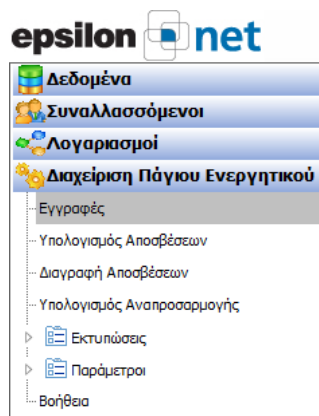 epsilon net
Δεδομένα
Συναλλασσόμενοι
Λογαριασμοί
Διαχείριση Πάγιου Ενεργητικού
Εγγραφές
Υπολογισμός Αποσβέσεων
Διαγραφή Αποσβέσεων
Υπολογισμός Αναπροσαρμογής
Εκτυπώσεις
Παράμετροι
Βοήθεια